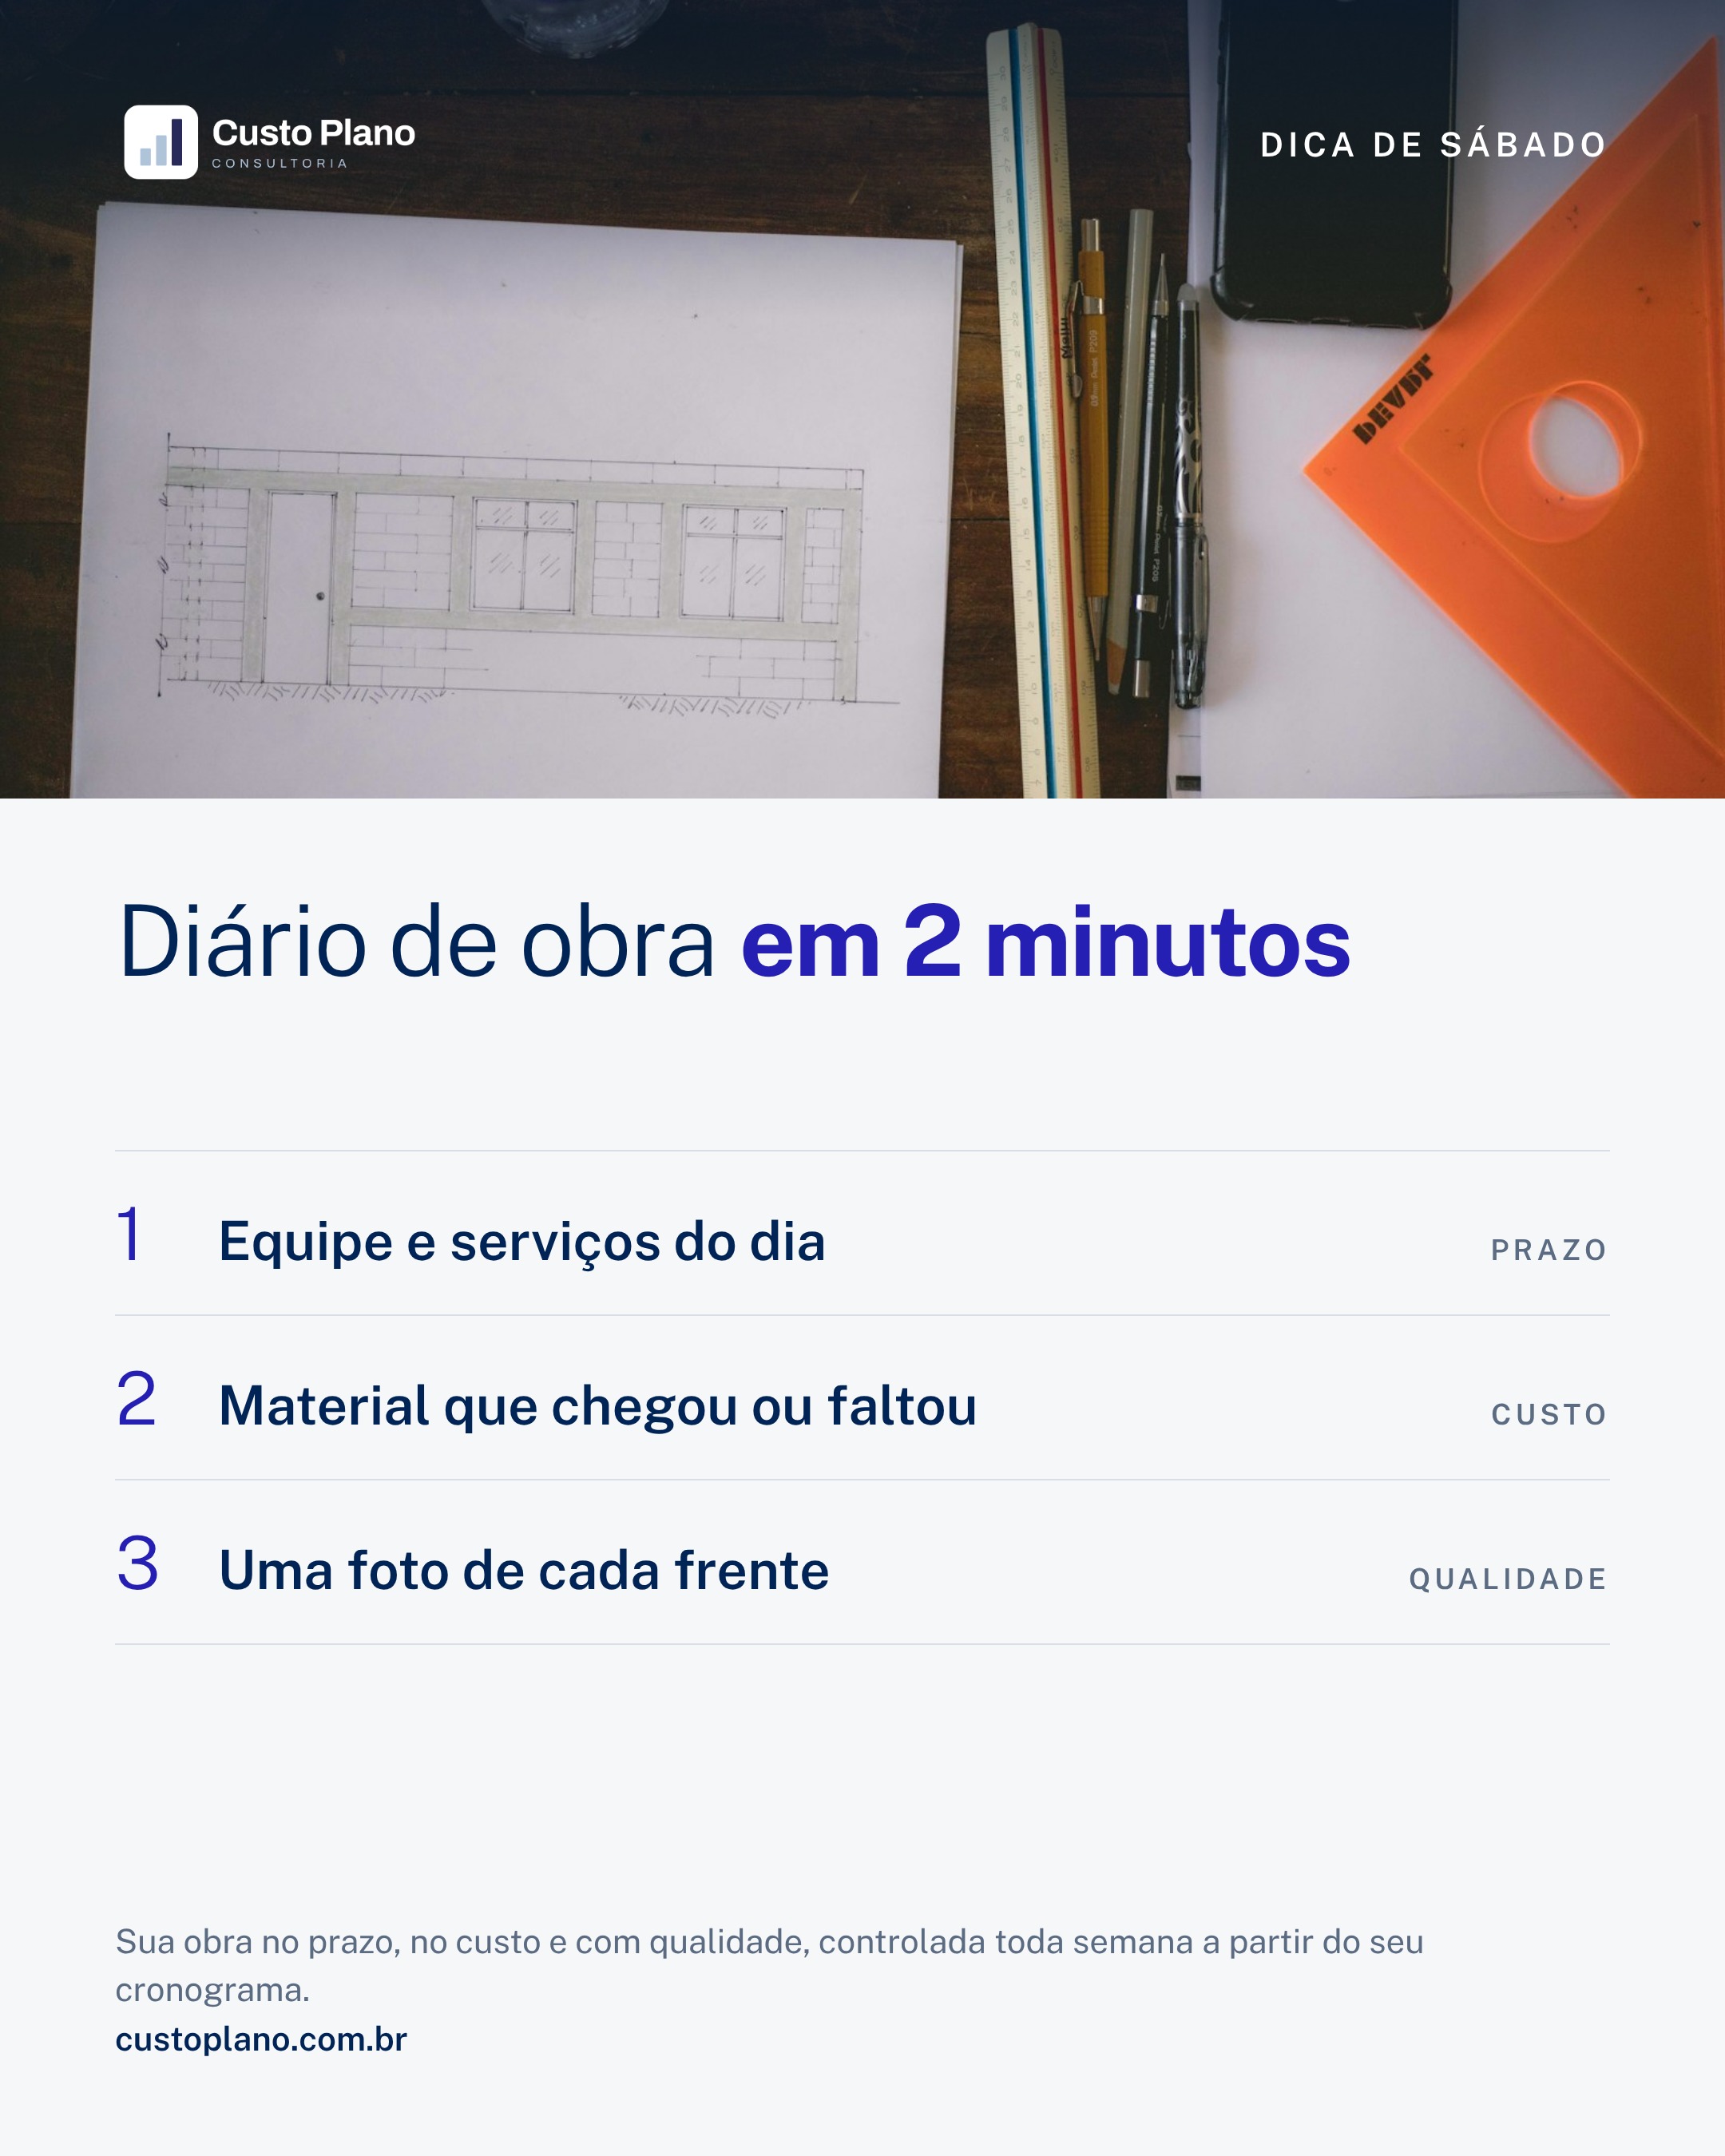 Custo Plano
CONSULTORIA
DICA DE SÁBADO
Diário de obra em 2 minutos
1 Equipe e serviços do dia PRAZO
2 Material que chegou ou faltou CUSTO
3 Uma foto de cada frente QUALIDADE
Sua obra no prazo, no custo e com qualidade, controlada toda semana a partir do seu
cronograma.
custoplano.com.br